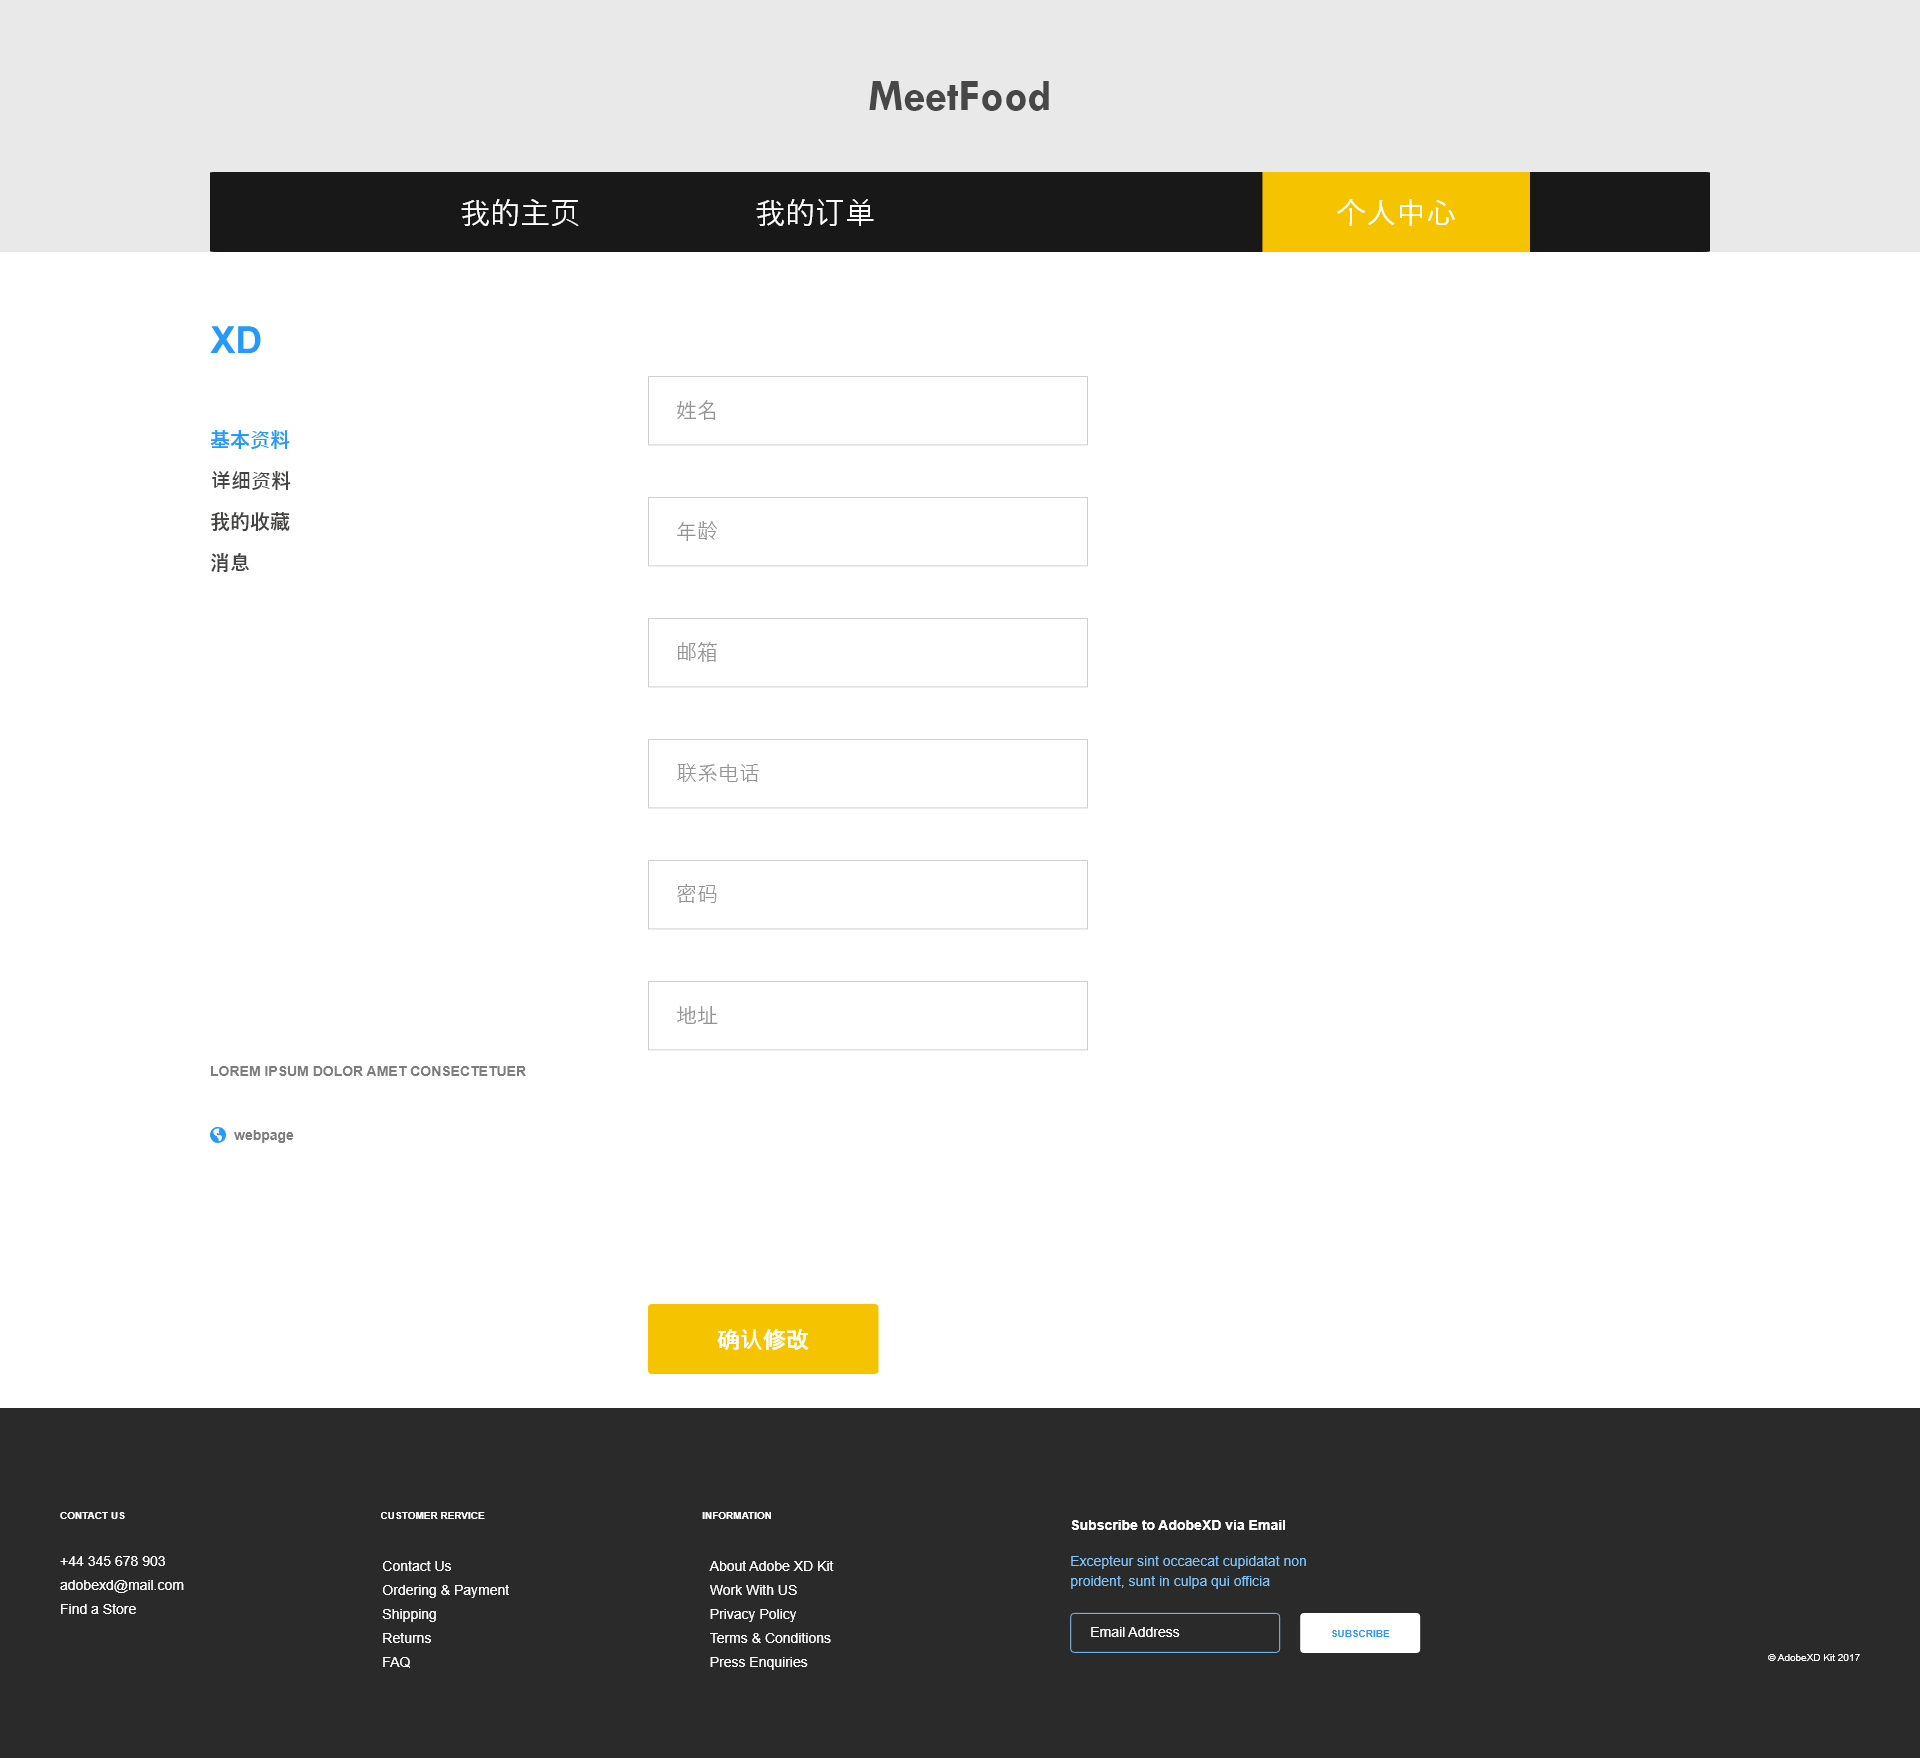 MeetFood
我的主页
我的订单
个人中心
XD
基本资料
详细资料
我的收藏
消息
姓名
年龄
邮箱
联系电话
密码
地址
LOREM IPSUM DOLOR AMET CONSECTETUER
webpage
确认修改
CONTACT US
+44 345 678 903
adobexd@mail.com
Find a Store
CUSTOMER RERVICE
Contact Us
Ordering & Payment
Shipping
Returns
FAQ
INFORMATION
About Adobe XD Kit
Work With US
Privacy Policy
Terms & Conditions
Press Enquiries
Subscribe to AdobeXD via Email
Excepteur sint occaecat cupidatat non
proident, sunt in culpa qui officia
Email Address
SUBSCRIBE
© AdobeXD Kit 2017